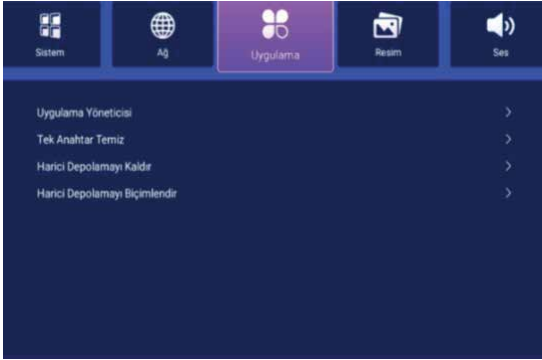 Sistem
Ağ
Uygulama
Resim
Ses
Uygulama Yöneticisi
Tek Anahtar Temiz
Harici Depolamayı Kaldır
Harici Depolamayı Biçimlendir